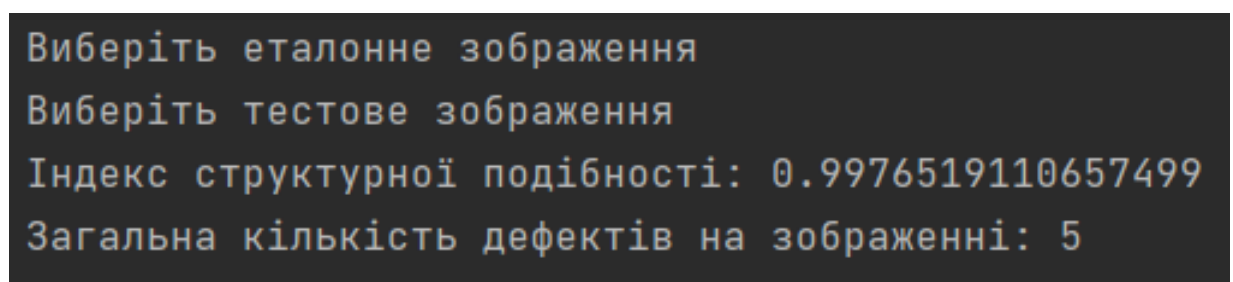 Виберіть еталонне зображення
Виберіть тестове зображення
Індекс структурної подібності: 0.9976519110657499
Загальна кількість дефектів на зображенні: 5